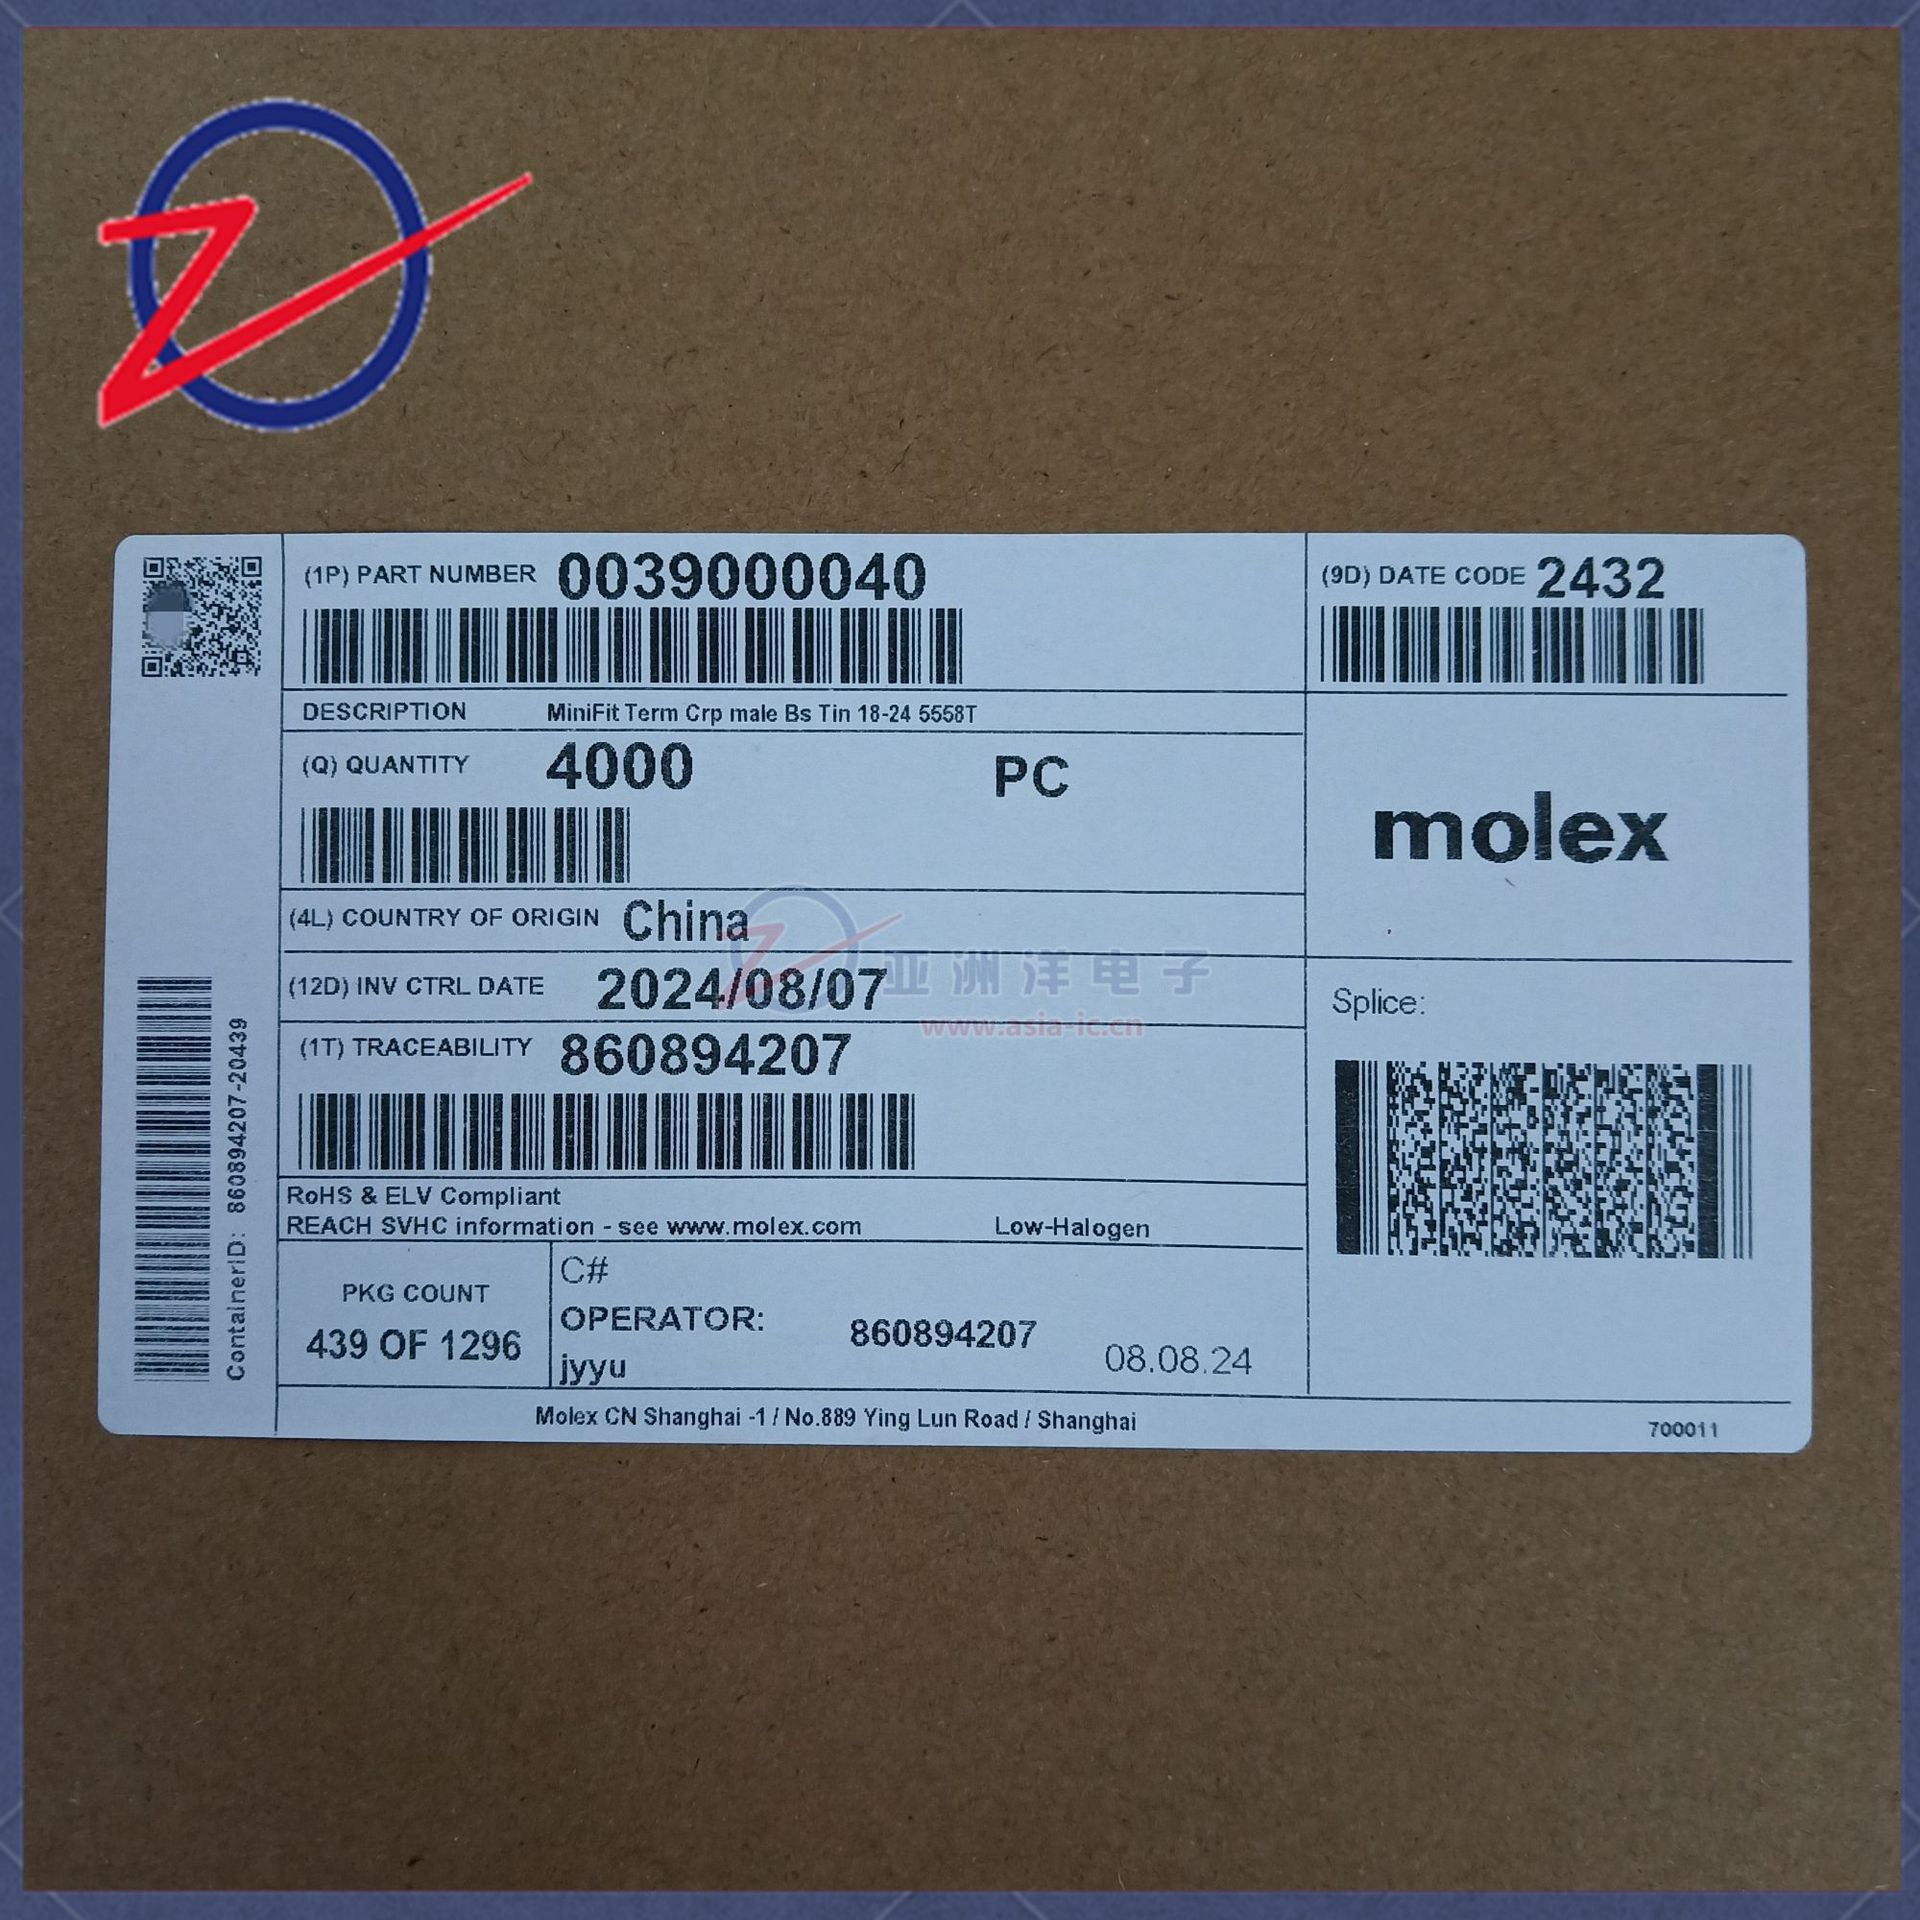 (1P) PART NUMBER 0039000040
(9D) DATE CODE 2432
DESCRIPTION MiniFit Term Crp male Bs Tin 18-24 5558T
(Q) QUANTITY 4000 PC
molex
(4L) COUNTRY OF ORIGIN China
亚洲洋电子
(12D) INV CTRL DATE 2024/08/07
www.asia-ic.cn
Splice:
(1T) TRACEABILITY 860894207
RoHS & ELV Compliant
REACH SVHC information - see www.molex.com Low-Halogen
PKG COUNT
439 OF 1296
C#
OPERATOR:
jyyu
860894207
08.08.24
ContainerID: 860894207-20439
Molex CN Shanghai -1 / No.889 Ying Lun Road / Shanghai
700011